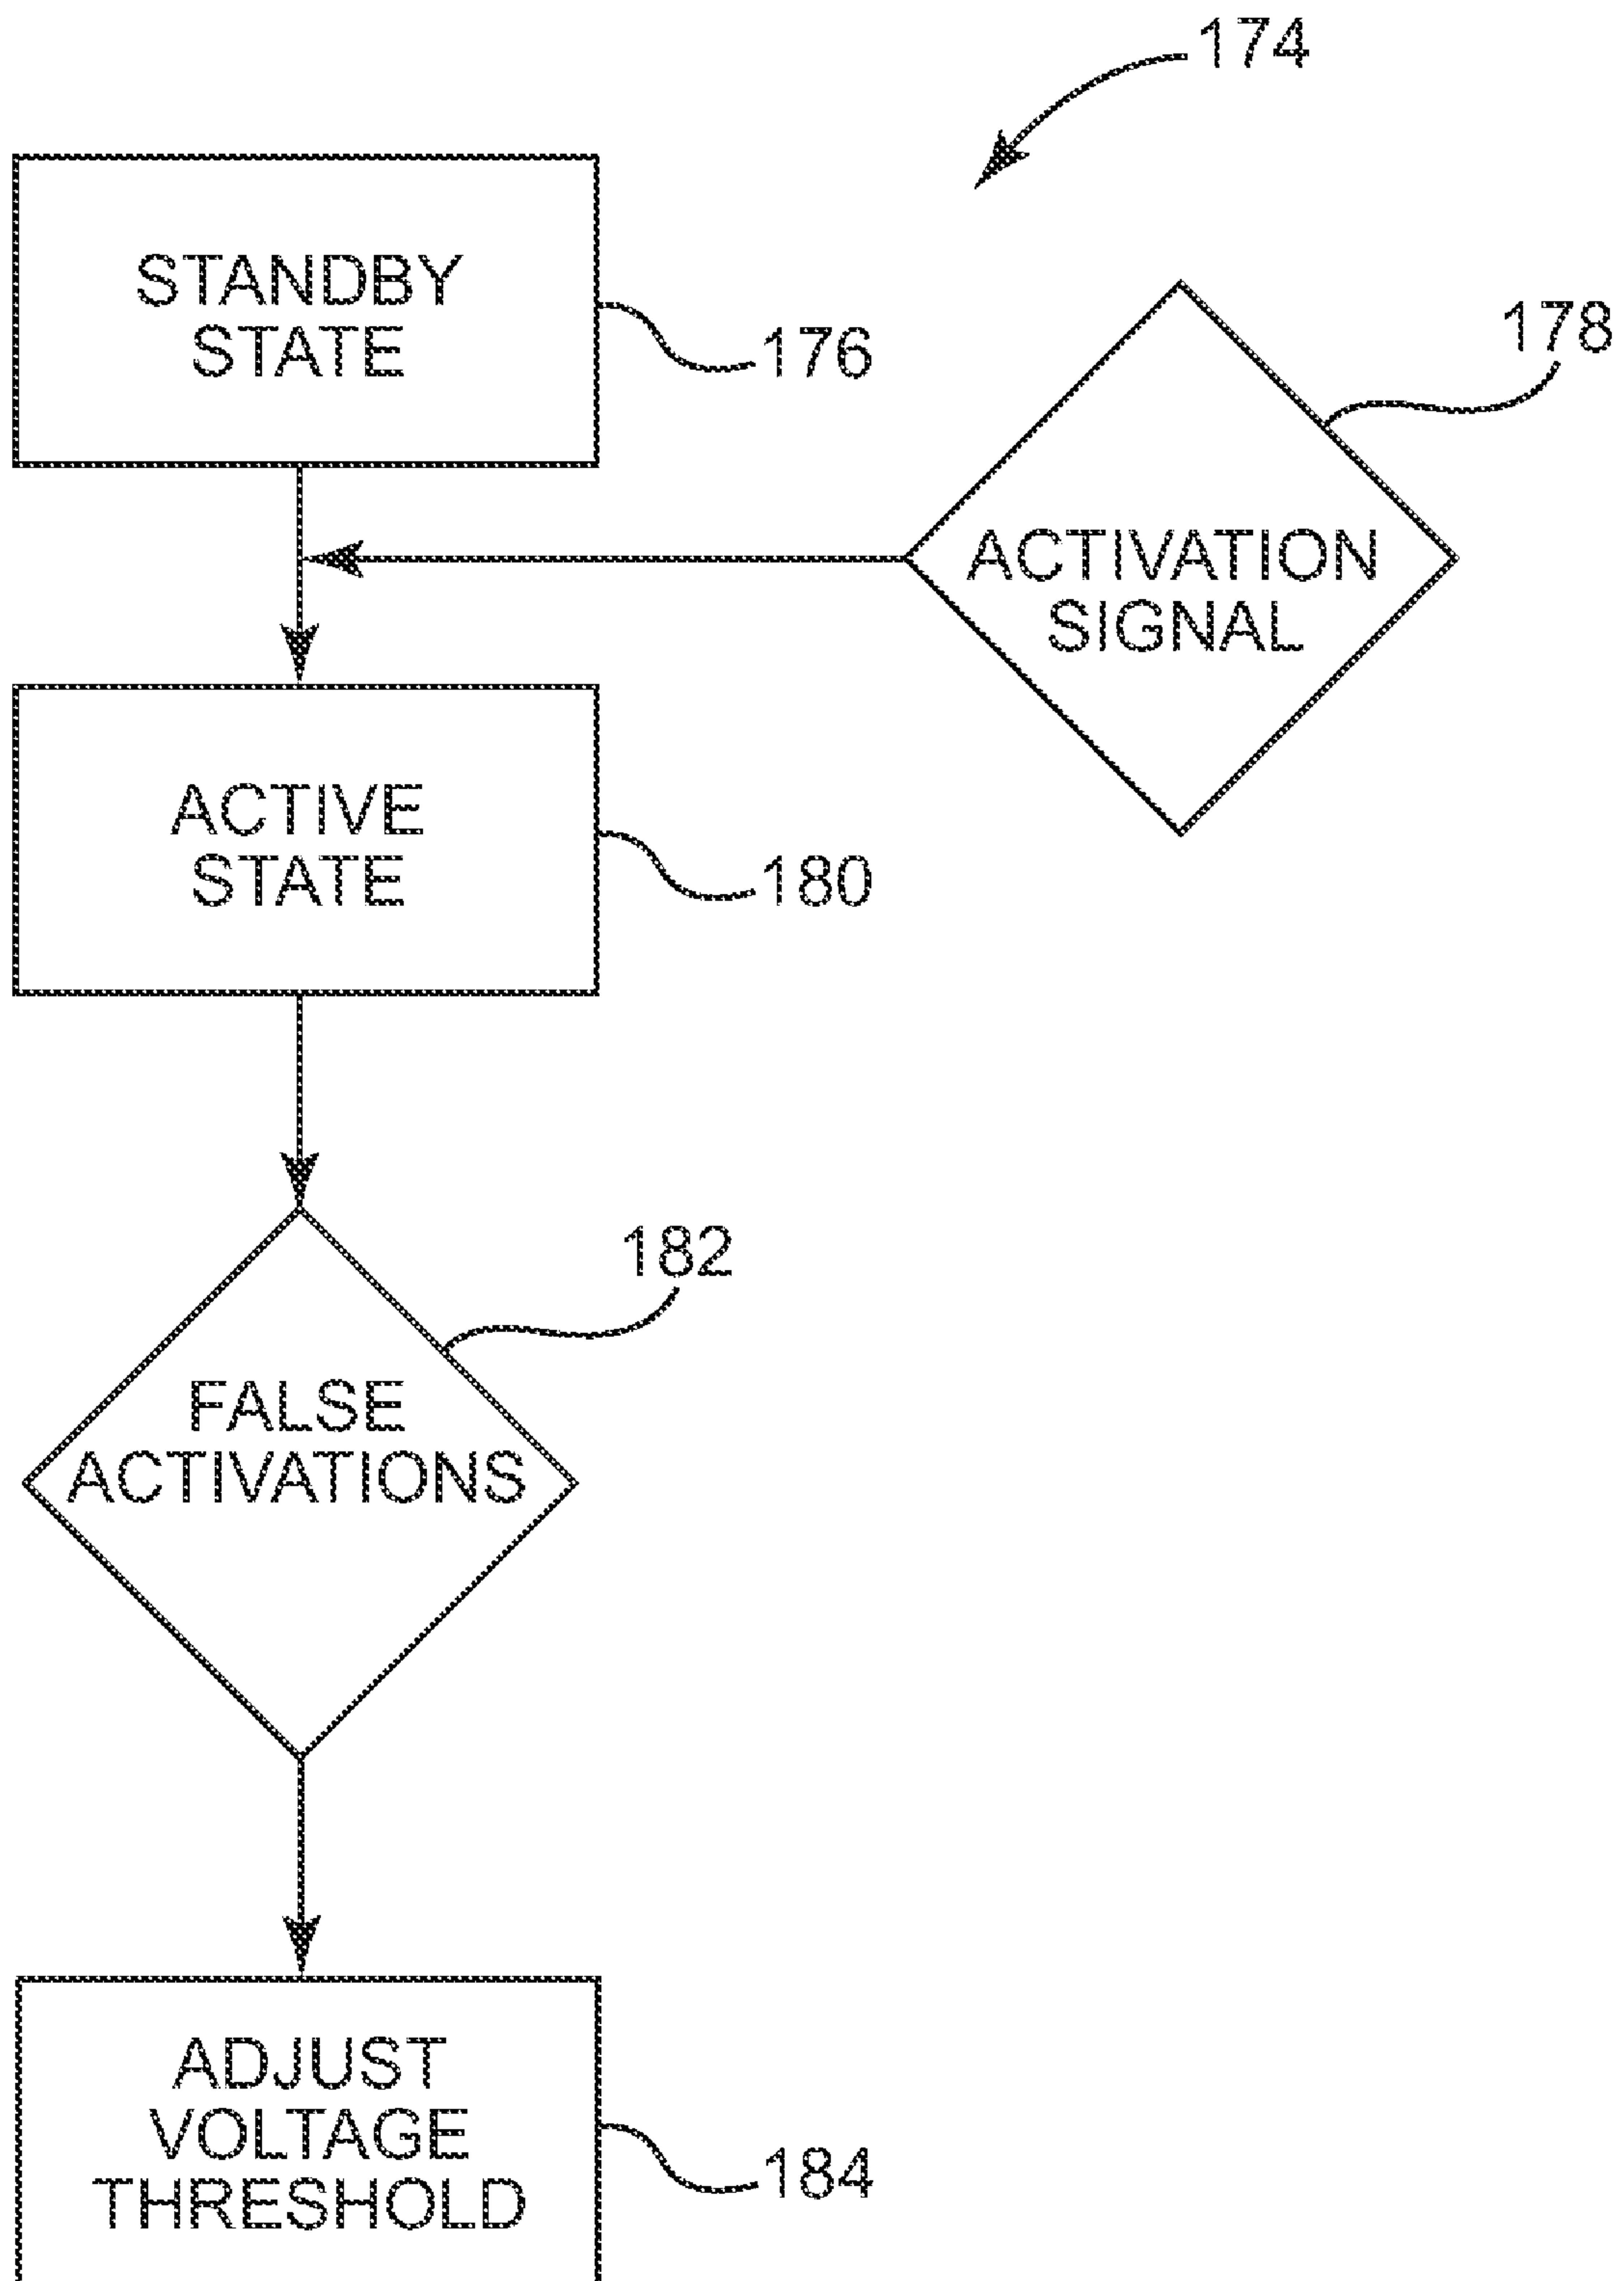 174
STANDBY
STATE
176
178
ACTIVATION
SIGNAL
ACTIVE
STATE
180
182
FALSE
ACTIVATIONS
ADJUST
VOLTAGE
THRESHOLD
184